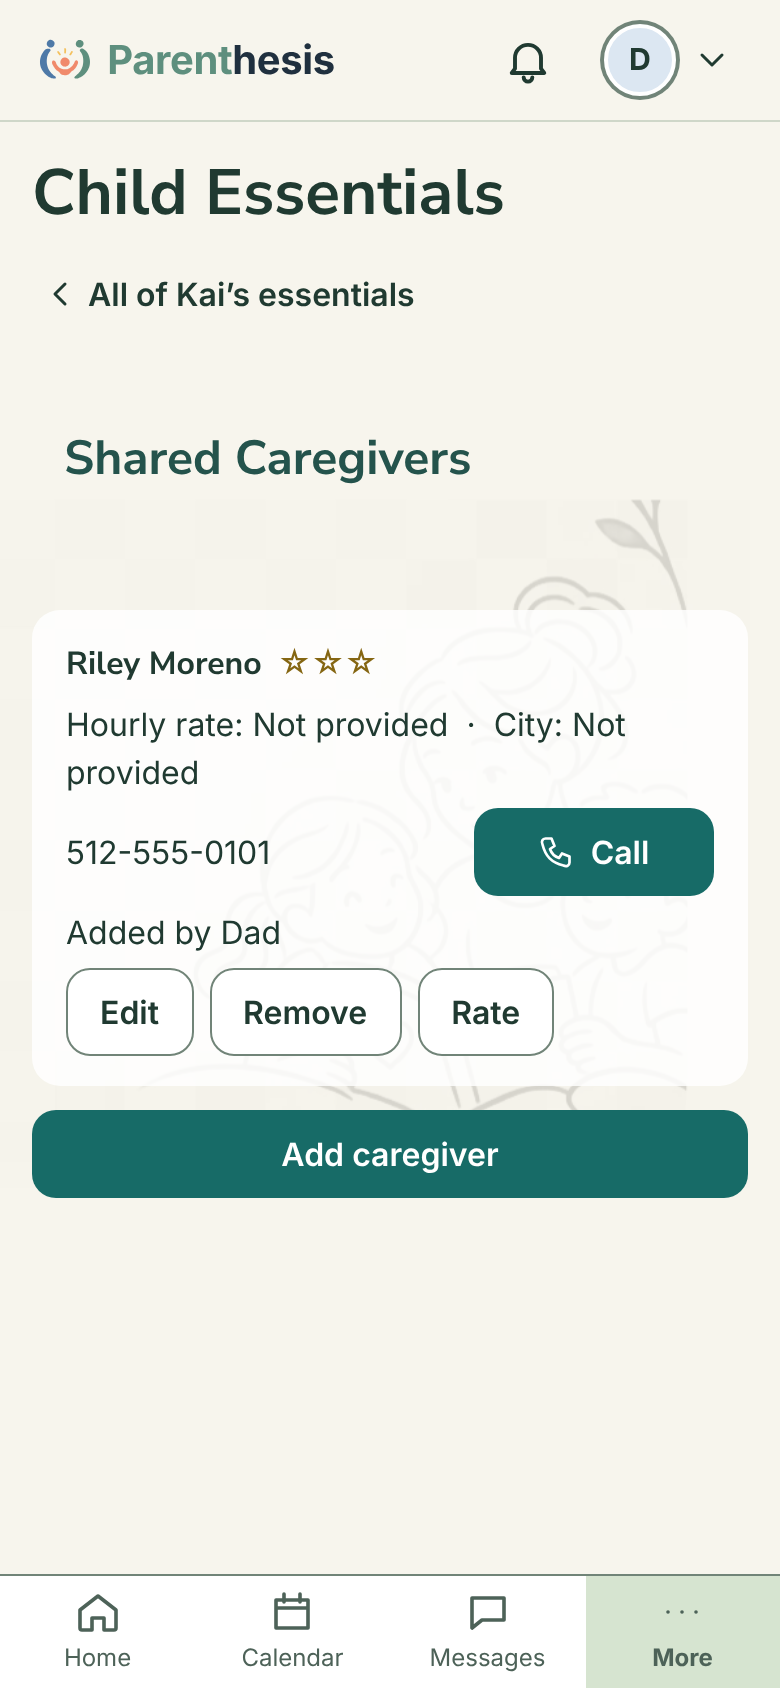 Parenthesis
D
Child Essentials
All of Kai’s essentials
Shared Caregivers
Riley Moreno
Hourly rate: Not provided · City: Not
provided
512-555-0101
Call
Added by Dad
Edit
Remove
Rate
Add caregiver
Home
Calendar
Messages
More